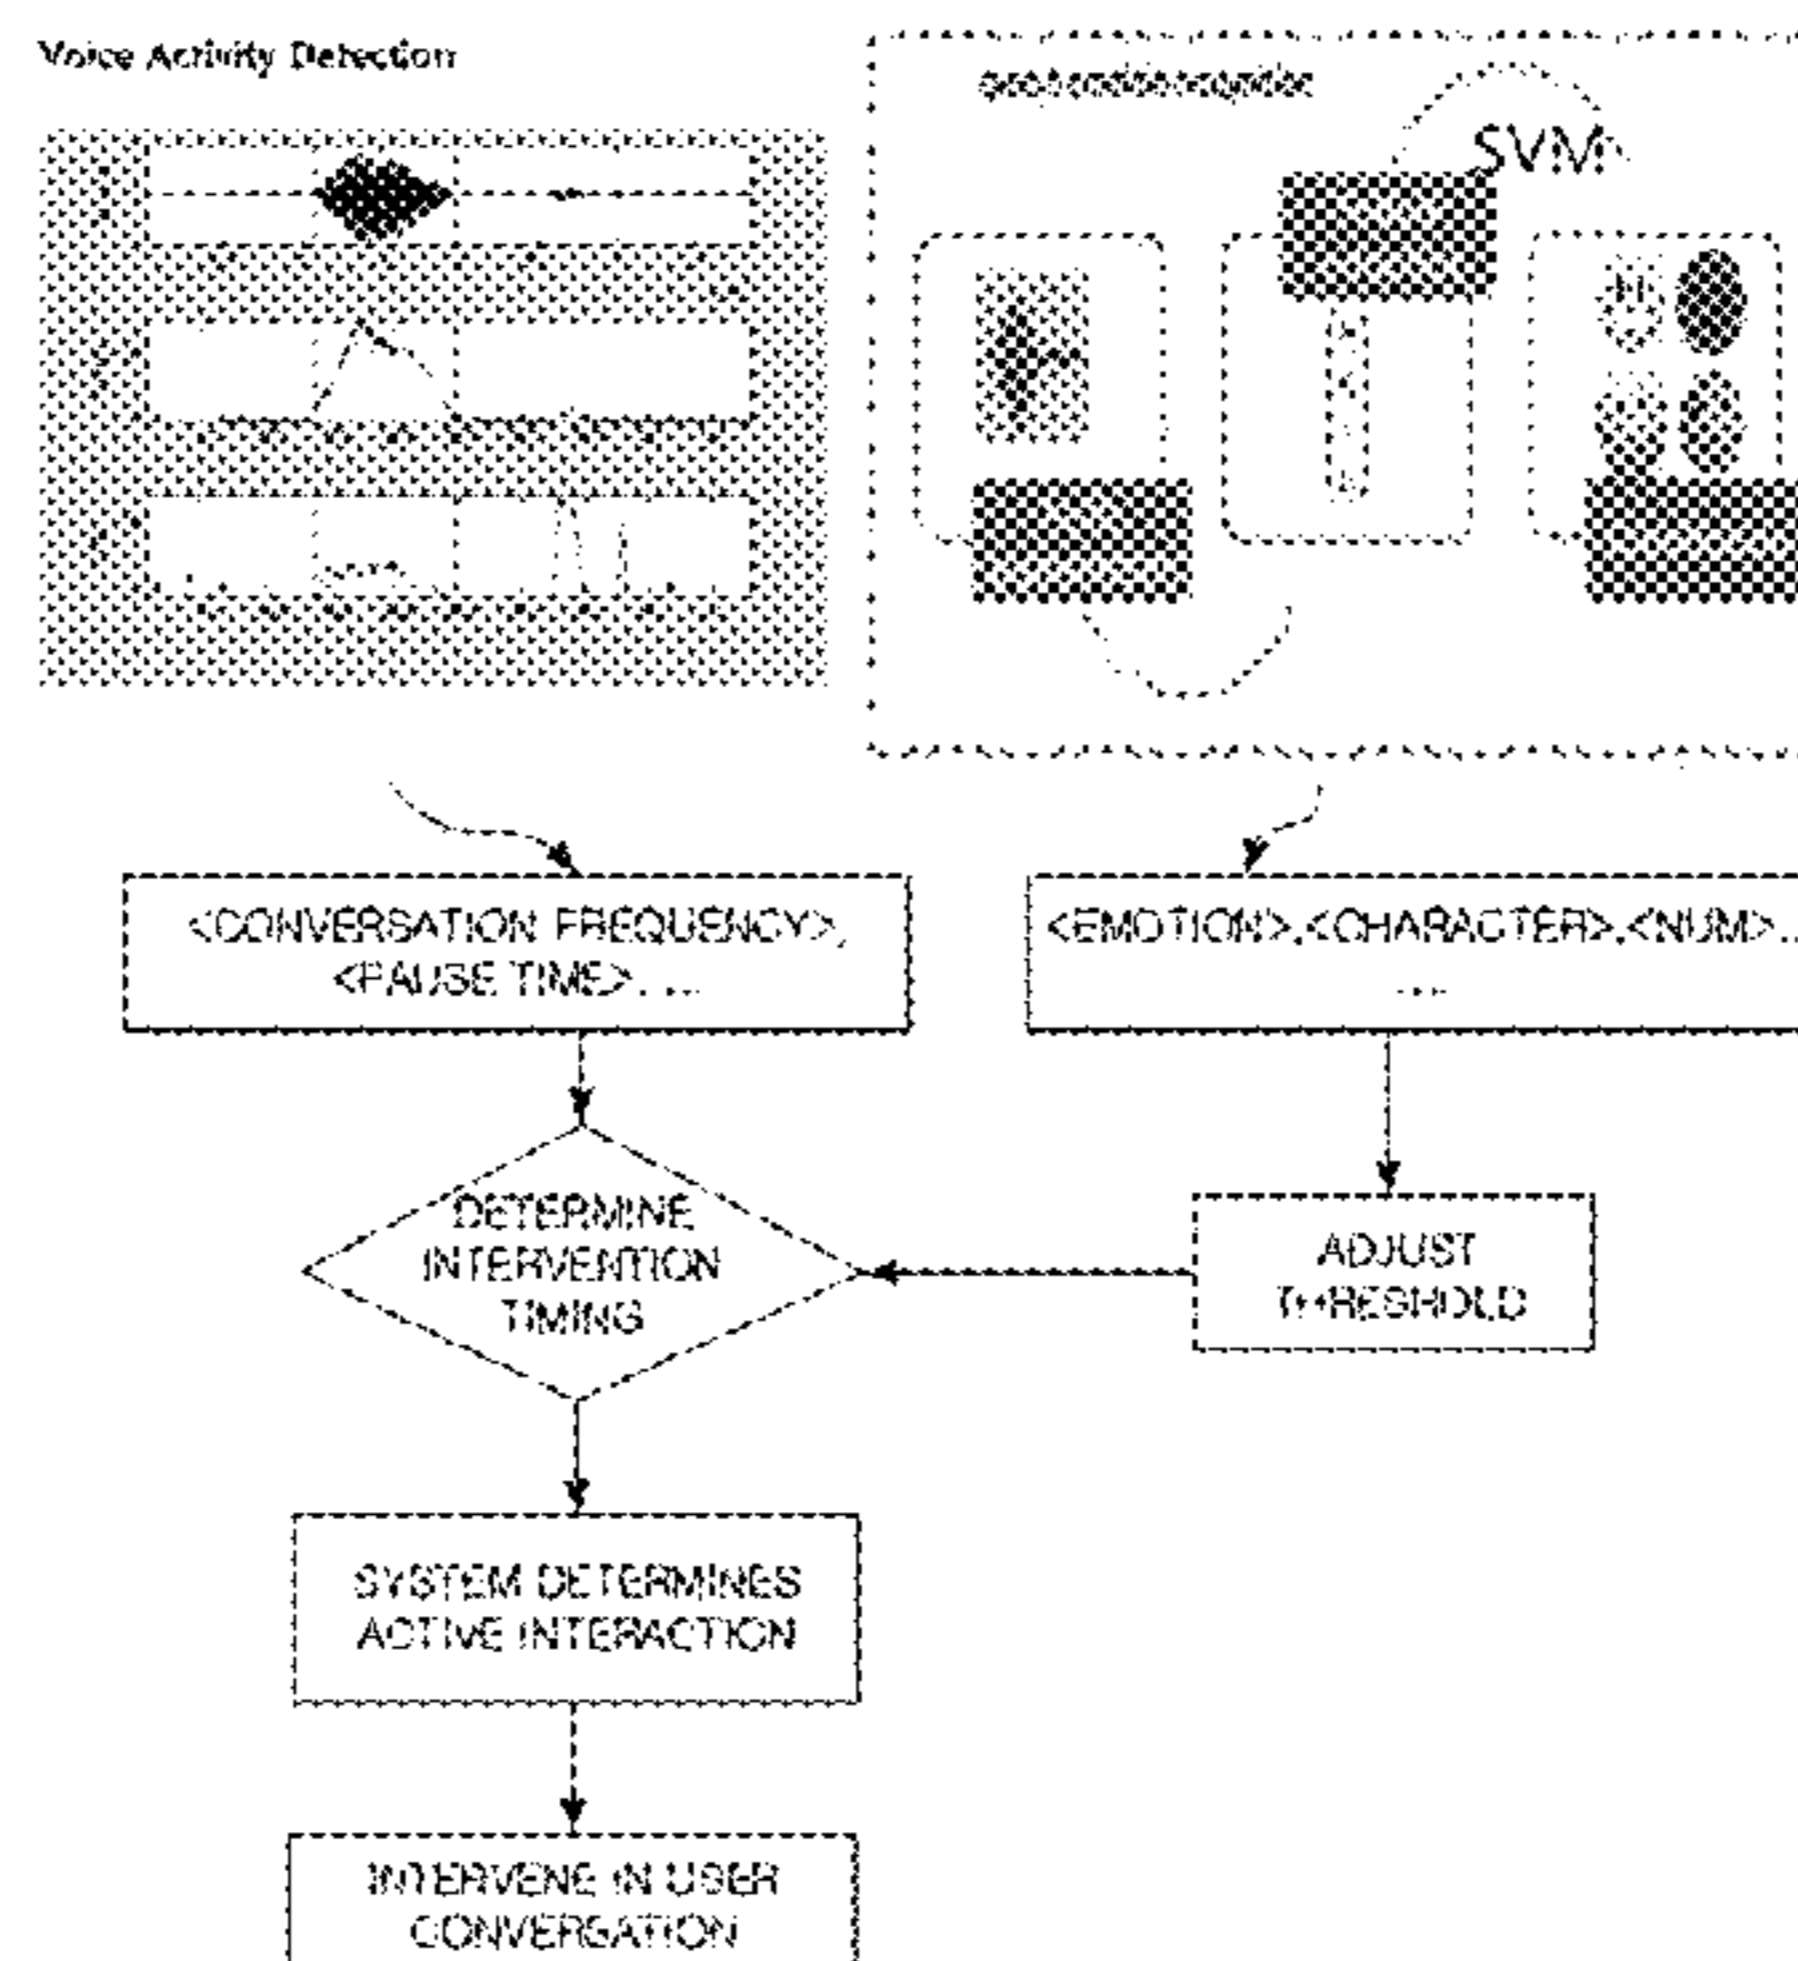 Voice Activity Detection
SVM
<CONVERSATION FREQUENCY>,
<PAUSE TIME>, ...
<EMOTION>,<CHARACTER>,<NUM>..
....
DETERMINE
INTERVENTION
TIMING
ADJUST
THRESHOLD
SYSTEM DETERMINES
ACTIVE INTERACTION
INTERVENE IN USER
CONVERSATION